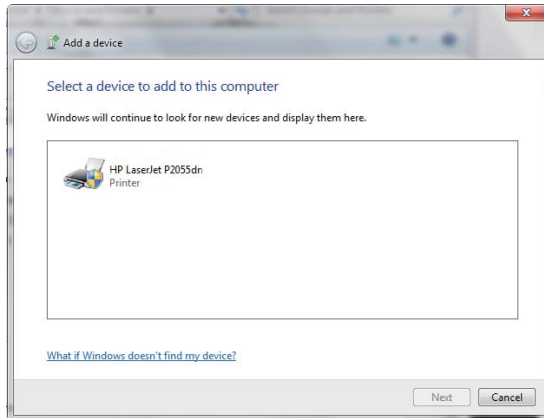 Add a device
Select a device to add to this computer
Windows will continue to look for new devices and display them here.
HP LaserJet P2055dn
Printer
What if Windows doesn't find my device?
Next
Cancel